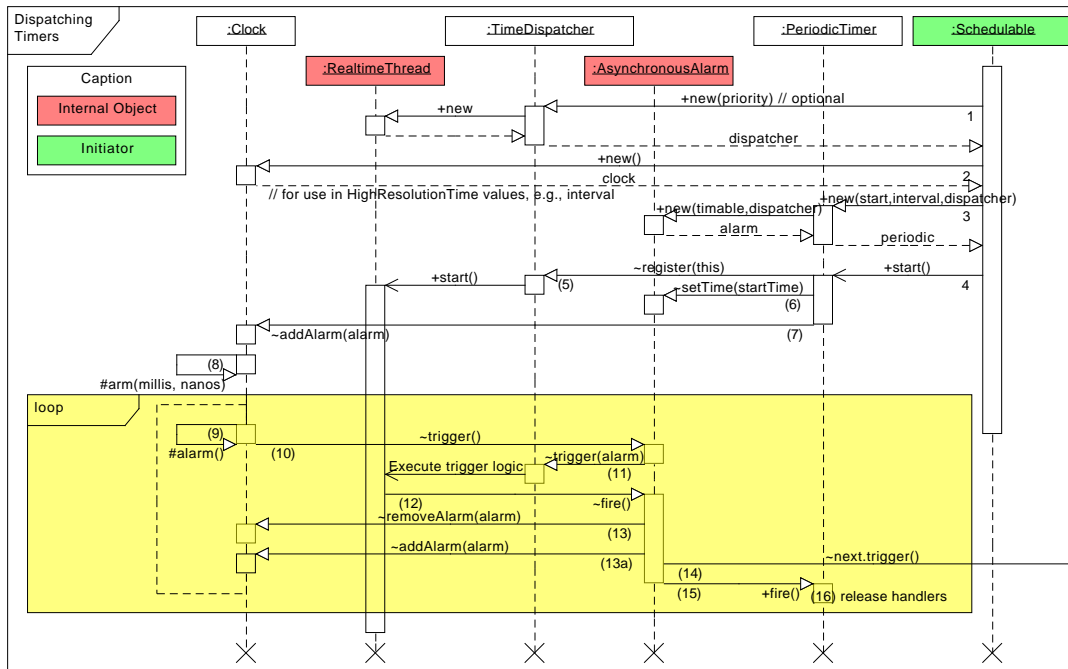 Dispatching
Timers
:Clock
:TimeDispatcher
:PeriodicTimer
:Schedulable
:RealtimeThread
:AsynchronousAlarm
Caption
Internal Object
Initiator
+new(priority) // optional
1
+new
dispatcher
+new()
2
clock
// for use in HighResolutionTime values, e.g., interval
+new(start,interval,dispatcher)
3
+new(timable,dispatcher)
alarm
periodic
+start()
4
~register(this)
(5)
+start()
~setTime(startTime)
(6)
~addAlarm(alarm)
(7)
(8)
#arm(millis, nanos)
loop
(9)
#alarm()
(10)
~trigger()
~trigger(alarm)
(11)
Execute trigger logic
(12)
~fire()
~removeAlarm(alarm)
(13)
~addAlarm(alarm)
(13a)
~next.trigger()
(14)
(15)
+fire()
(16) release handlers